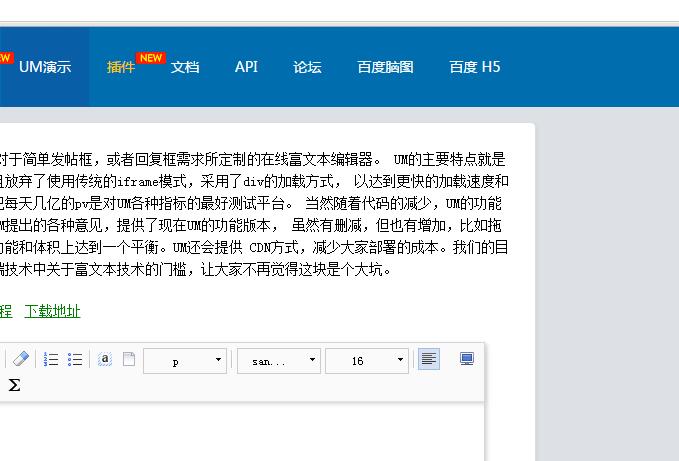 NEW
UM演示 插件 NEW 文档 API 论坛 百度脑图 百度 H5
对于简单发帖框，或者回复框需求所定制的在线富文本编辑器。 UM的主要特点就是
放弃了使用传统的iframe模式，采用了div的加载方式， 以达到更快的加载速度和
每天几亿的pv是对UM各种指标的最好测试平台。 当然随着代码的减少，UM的功能
提出的各种意见，提供了现在UM的功能版本， 虽然有删减，但也有增加，比如拖
功能和体积上达到一个平衡。UM还会提供 CDN方式，减少大家部署的成本。我们的目
端技术中关于富文本技术的门槛，让大家不再觉得这块是个大坑。
程 下载地址
a p san... 16
Σ